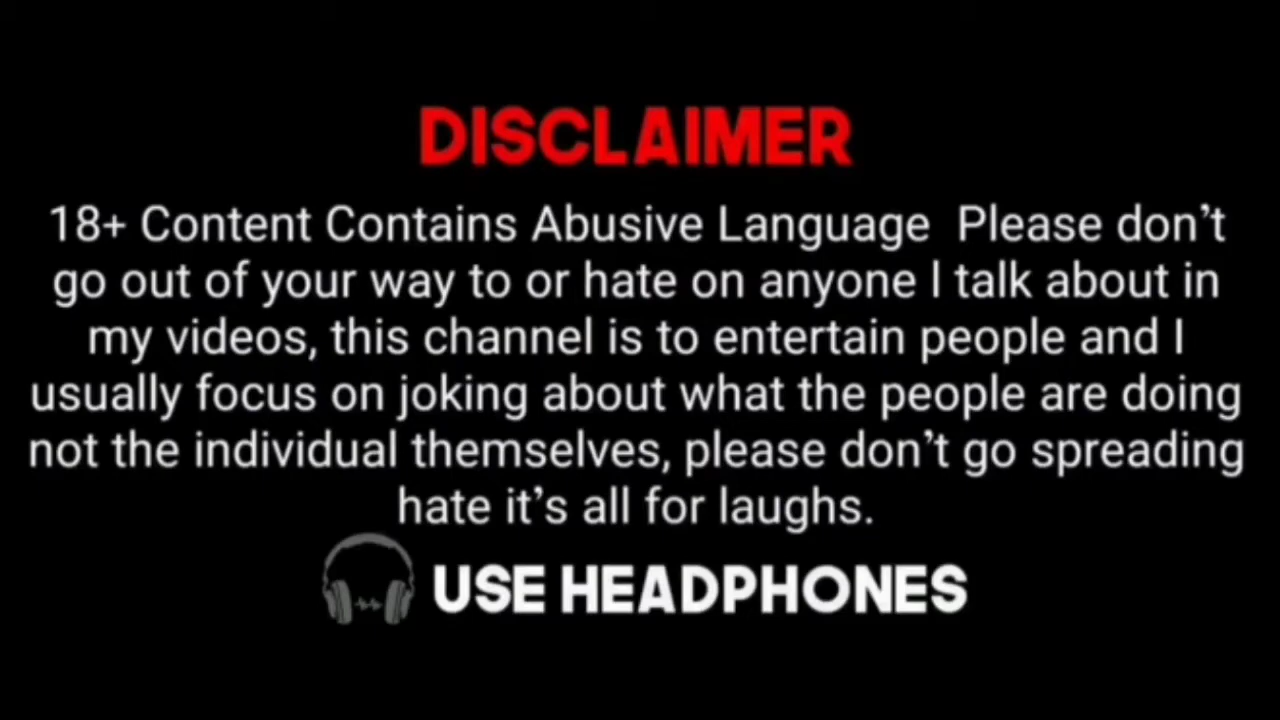 DISCLAIMER
18+ Content Contains Abusive Language  Please don’t
go out of your way to or hate on anyone I talk about in
my videos, this channel is to entertain people and I
usually focus on joking about what the people are doing
not the individual themselves, please don’t go spreading
hate it’s all for laughs.
USE HEADPHONES